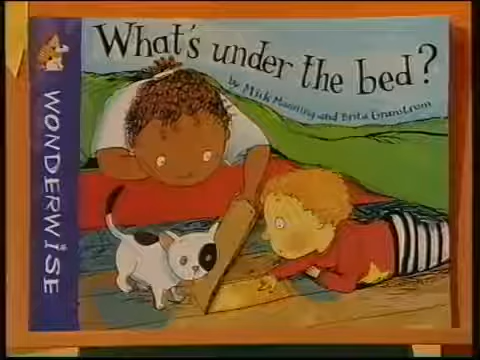 What's under the bed?
by Mick Manning and Brita Granström
WONDERWISE